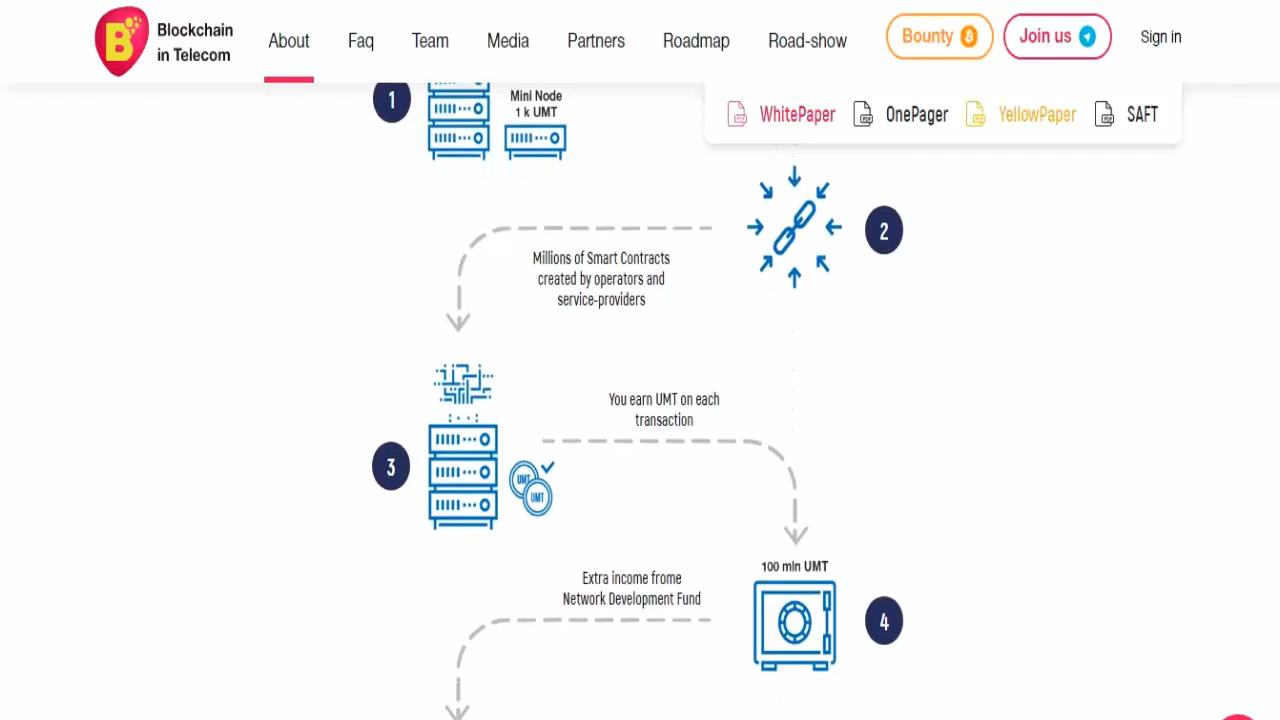 Blockchain
in Telecom
About
Faq
Team
Media
Partners
Roadmap
Road-show
Bounty
Join us
Sign in
WhitePaper
OnePager
YellowPaper
SAFT
1
Mini Node
1 k UMT
2
Millions of Smart Contracts
created by operators and
service-providers
You earn UMT on each
transaction
3
UMT
UMT
100 mln UMT
Extra income frome
Network Development Fund
4